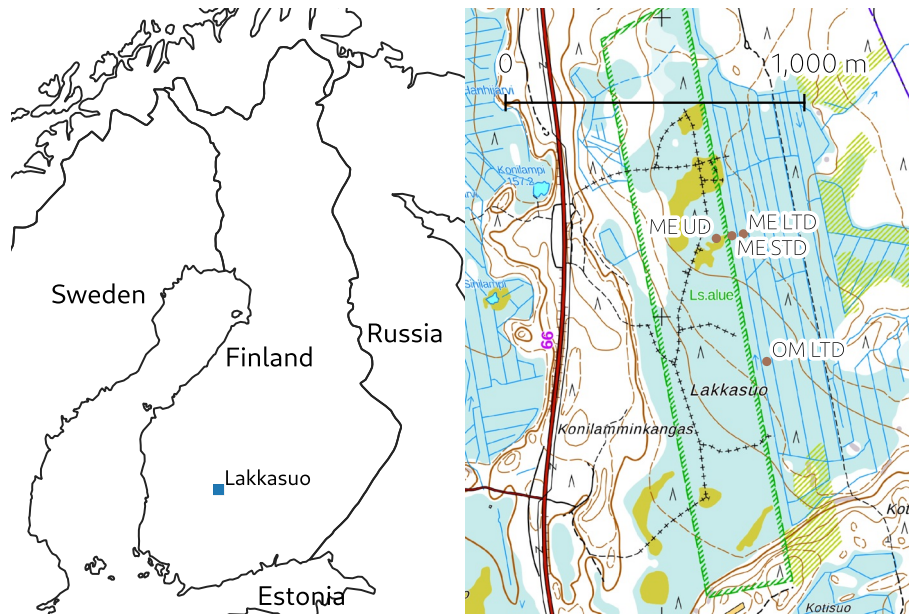 Sweden
Finland
Russia
Lakkasuo
Estonia
0
1,000 m
Konilampi
157.2
ME UD
ME LTD
ME STD
Ls.alue
66
OM LTD
Lakkasuo
Konilamminkangas
Kotisuo